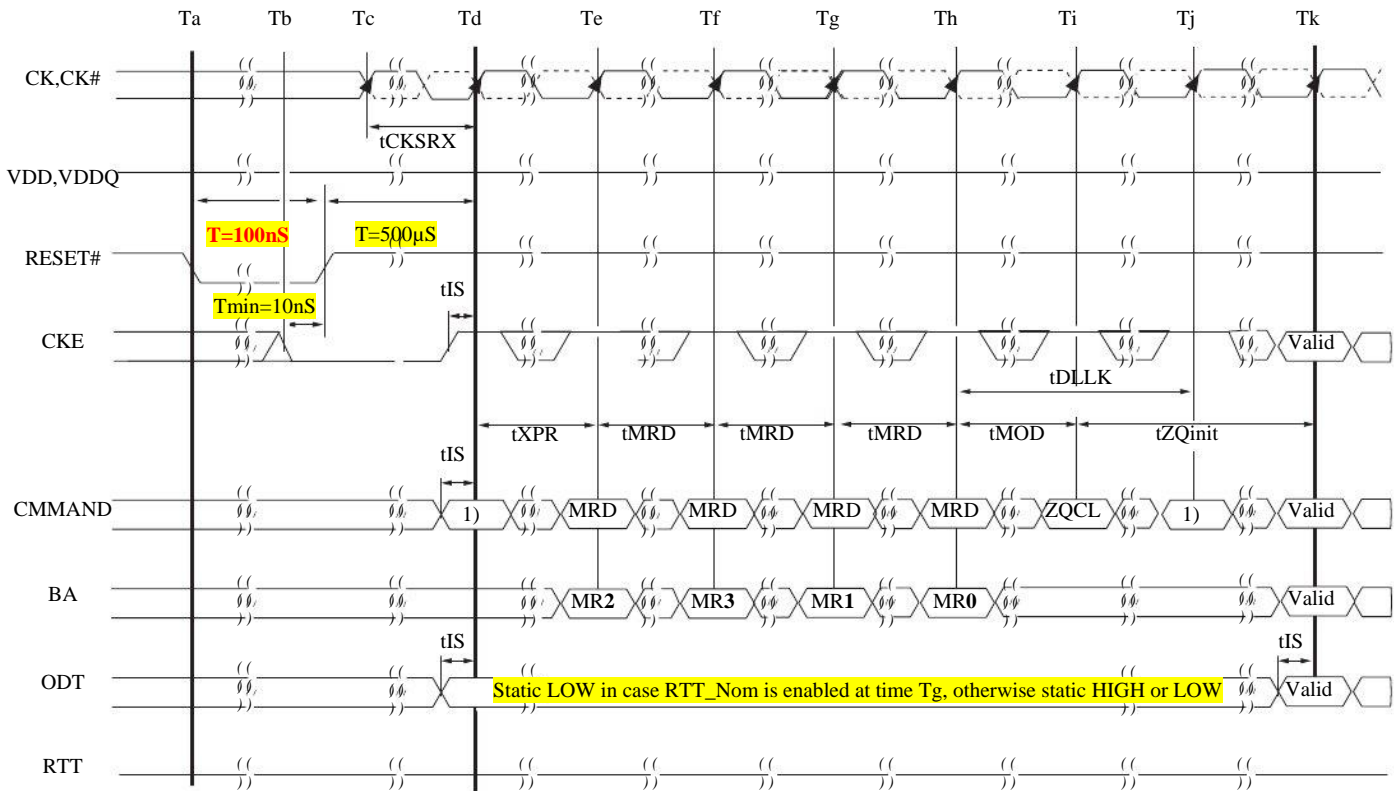 Ta Tb Tc Td Te Tf Tg Th Ti Tj Tk
CK,CK#
tCKSRX
VDD,VDDQ
T=100nS T=500µS
RESET#
Tmin=10nS tIS
CKE Valid
tDLLK
tXPR tMRD tMRD tMRD tMOD tZQinit
tIS
CMMAND 1) MRD MRD MRD MRD ZQCL 1) Valid
BA MR2 MR3 MR1 MR0 Valid
tIS tIS
ODT Static LOW in case RTT_Nom is enabled at time Tg, otherwise static HIGH or LOW Valid
RTT